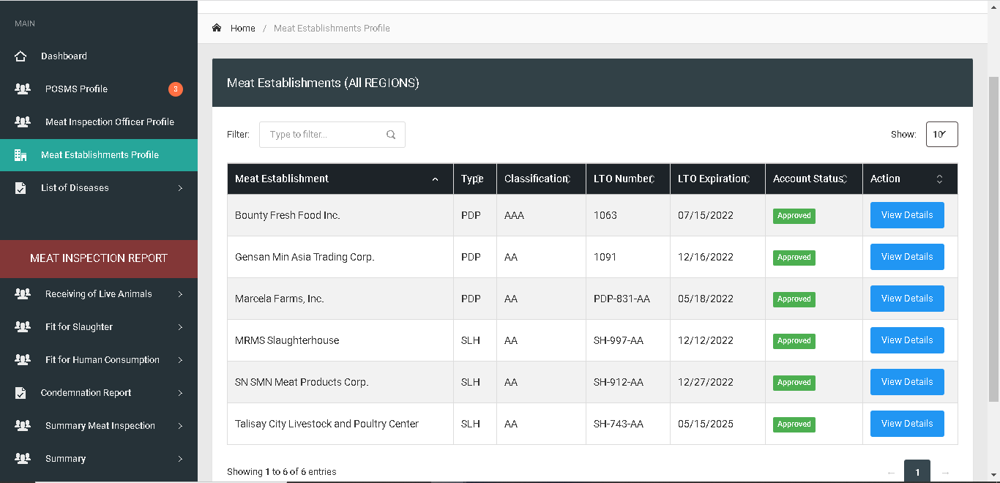 MAIN
Dashboard
POSMS Profile 3
Meat Inspection Officer Profile
Meat Establishments Profile
List of Diseases
MEAT INSPECTION REPORT
Receiving of Live Animals
Fit for Slaughter
Fit for Human Consumption
Condemnation Report
Summary Meat Inspection
Summary
Home / Meat Establishments Profile
Meat Establishments (All REGIONS)
Filter: Type to filter... Show: 10
Meat Establishment Type Classification LTO Number LTO Expiration Account Status Action
Bounty Fresh Food Inc. PDP AAA 1063 07/15/2022 Approved View Details
Gensan Min Asia Trading Corp. PDP AA 1091 12/16/2022 Approved View Details
Marcela Farms, Inc. PDP AA PDP-831-AA 05/18/2022 Approved View Details
MRMS Slaughterhouse SLH AA SH-997-AA 12/12/2022 Approved View Details
SN SMN Meat Products Corp. SLH AA SH-912-AA 12/27/2022 Approved View Details
Talisay City Livestock and Poultry Center SLH AA SH-743-AA 05/15/2025 Approved View Details
Showing 1 to 6 of 6 entries ← 1 →